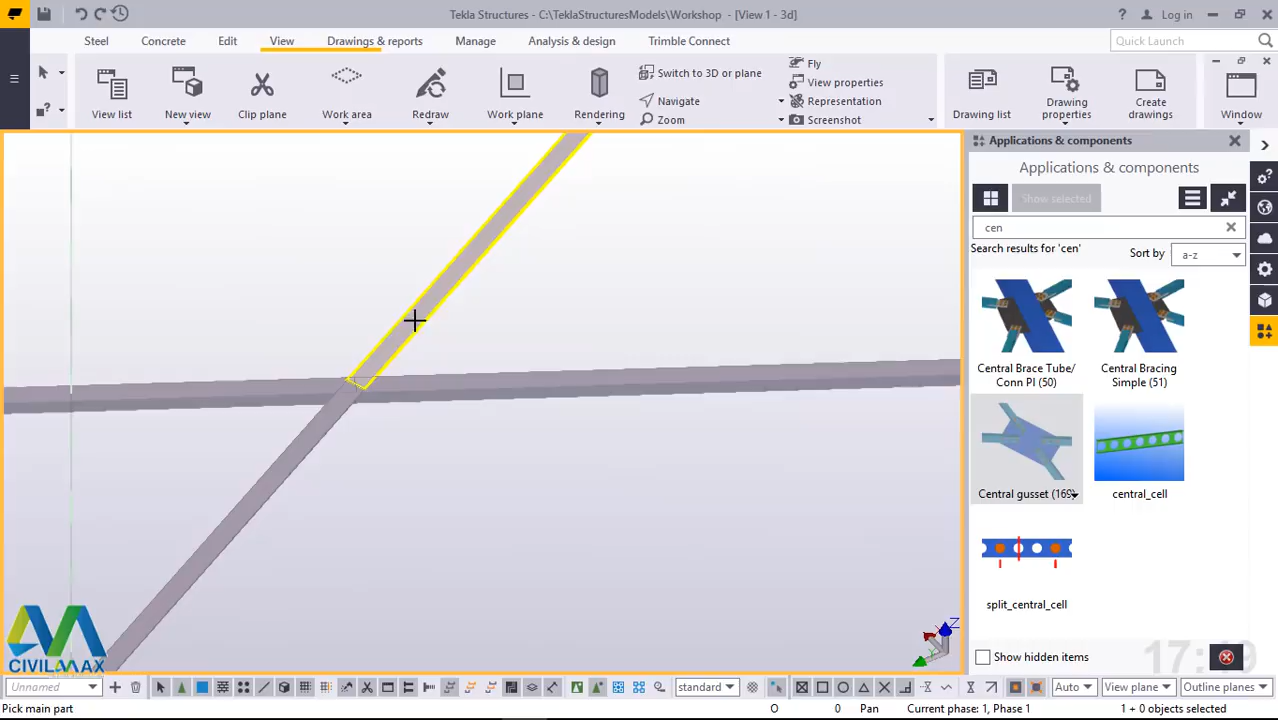 Tekla Structures - C:\TeklaStructuresModels\Workshop - [View 1 - 3d]
? Log in
Steel Concrete Edit View Drawings & reports Manage Analysis & design Trimble Connect Quick Launch
View list
New view
Clip plane
Work area
Redraw
Work plane
Rendering
Switch to 3D or plane
Navigate
Zoom
Fly
View properties
Representation
Screenshot
Drawing list
Drawing
properties
Create
drawings
Window
Applications & components
Applications & components
Show selected
cen
Search results for 'cen'
Sort by a-z
Central Brace Tube/
Conn Pl (50)
Central Bracing
Simple (51)
Central gusset (169)
central_cell
split_central_cell
Show hidden items
17:19
Z
CIVILMAX
Unnamed
standard
Auto
View plane
Outline planes
Pick main part
O 0 Pan Current phase: 1, Phase 1 1 + 0 objects selected